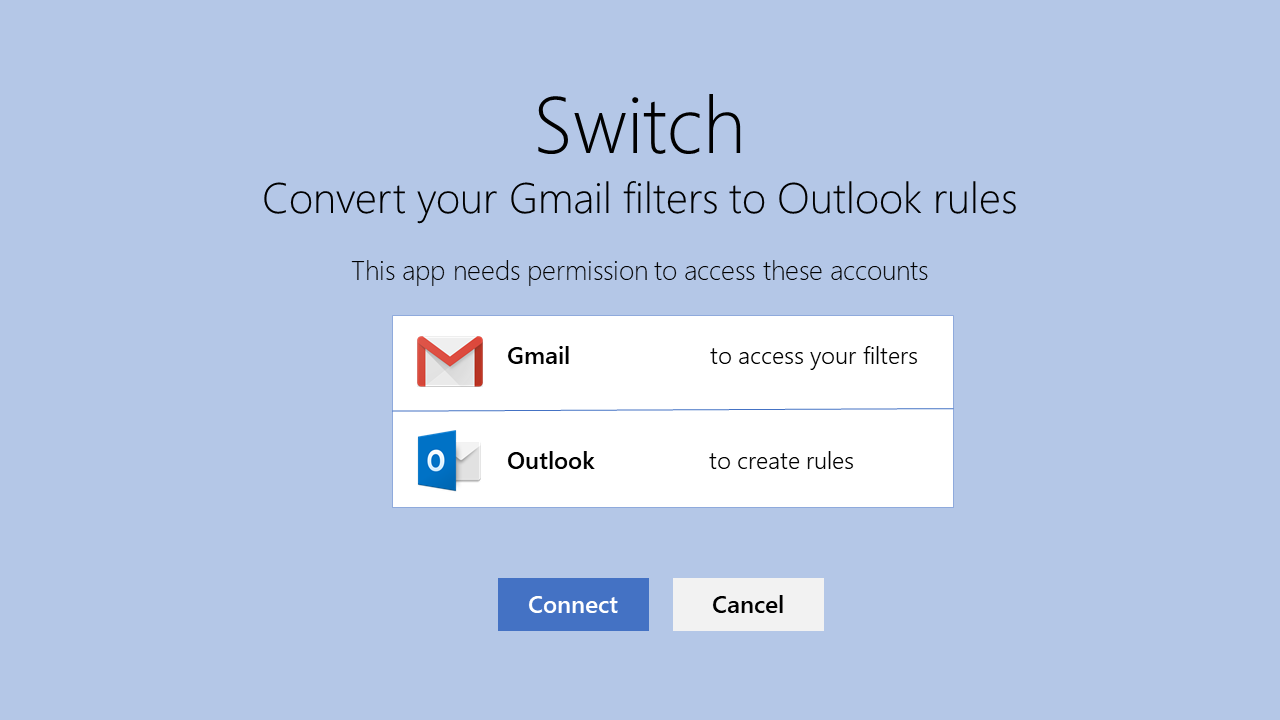 Switch
Convert your Gmail filters to Outlook rules
This app needs permission to access these accounts
Gmail to access your filters
O Outlook to create rules
Connect Cancel